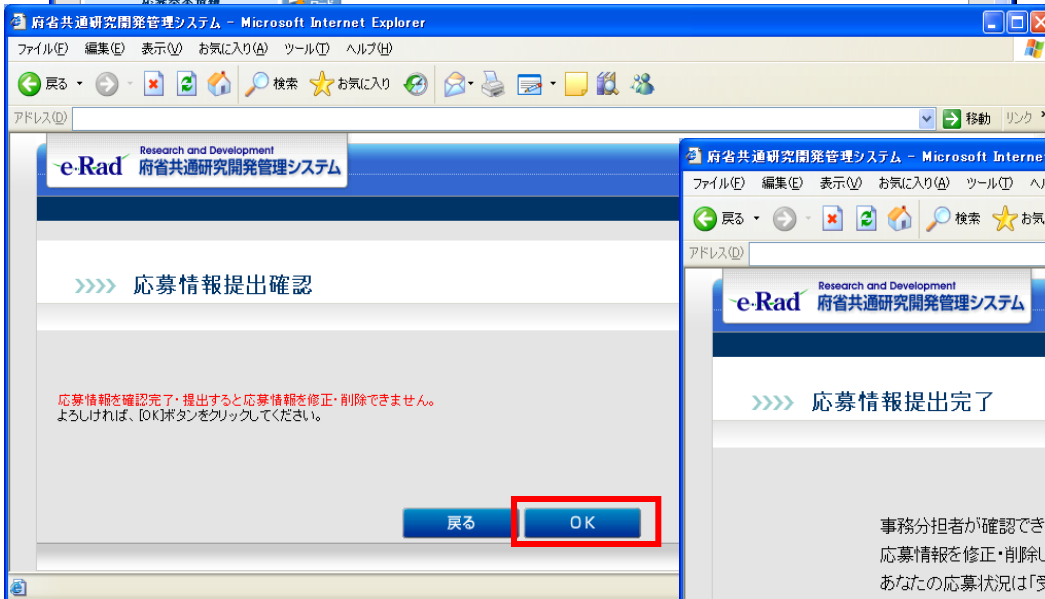 府省共通研究開発管理システム - Microsoft Internet Explorer
ファイル(F) 編集(E) 表示(V) お気に入り(A) ツール(T) ヘルプ(H)
戻る 検索 お気に入り
アドレス(D) 移動 リンク
e-Rad Research and Development
府省共通研究開発管理システム
>>>> 応募情報提出確認
応募情報を確認完了・提出すると応募情報を修正・削除できません。
よろしければ、[OK]ボタンをクリックしてください。
戻る OK
府省共通研究開発管理システム - Microsoft Interne
ファイル(F) 編集(E) 表示(V) お気に入り(A) ツール(T)
戻る 検索 お気
アドレス(D)
e-Rad Research and Development
府省共通研究開発管理システム
>>>> 応募情報提出完了
事務分担者が確認でき
応募情報を修正・削除し
あなたの応募状況は「受